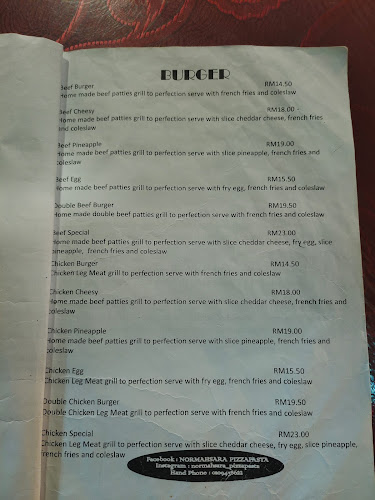 BURGER
Beef Burger RM14.50
Home made beef patties grill to perfection serve with french fries and coleslaw
Beef Cheesy RM18.00
Home made beef patties grill to perfection serve with slice cheddar cheese, french fries
and coleslaw
Beef Pineapple RM19.00
Home made beef patties grill to perfection serve with slice pineapple, french fries and
coleslaw
Beef Egg RM15.50
Home made beef patties grill to perfection serve with fry egg, french fries and coleslaw
Double Beef Burger RM19.50
Home made double beef patties grill to perfection serve with french fries and coleslaw
Beef Special RM23.00
Home made beef patties grill to perfection serve with slice cheddar cheese, fry egg, slice
pineapple, french fries and coleslaw
Chicken Burger RM14.50
Chicken Leg Meat grill to perfection serve with french fries and coleslaw
Chicken Cheesy RM18.00
Home made beef patties grill to perfection serve with slice cheddar cheese, french fries and
coleslaw
Chicken Pineapple RM19.00
Home made beef patties grill to perfection serve with slice pineapple, french fries and
coleslaw
Chicken Egg RM15.50
Chicken Leg Meat grill to perfection serve with fry egg, french fries and coleslaw
Double Chicken Burger RM19.50
Double Chicken Leg Meat grill to perfection serve with french fries and coleslaw
Chicken Special RM23.00
Chicken Leg Meat grill to perfection serve with slice cheddar cheese, fry egg, slice pineapple,
french fries and coleslaw
Facebook : NORMAHSARA PIZZAPASTA
Instagram : normahsara_pizzapasta
Hand Phone :